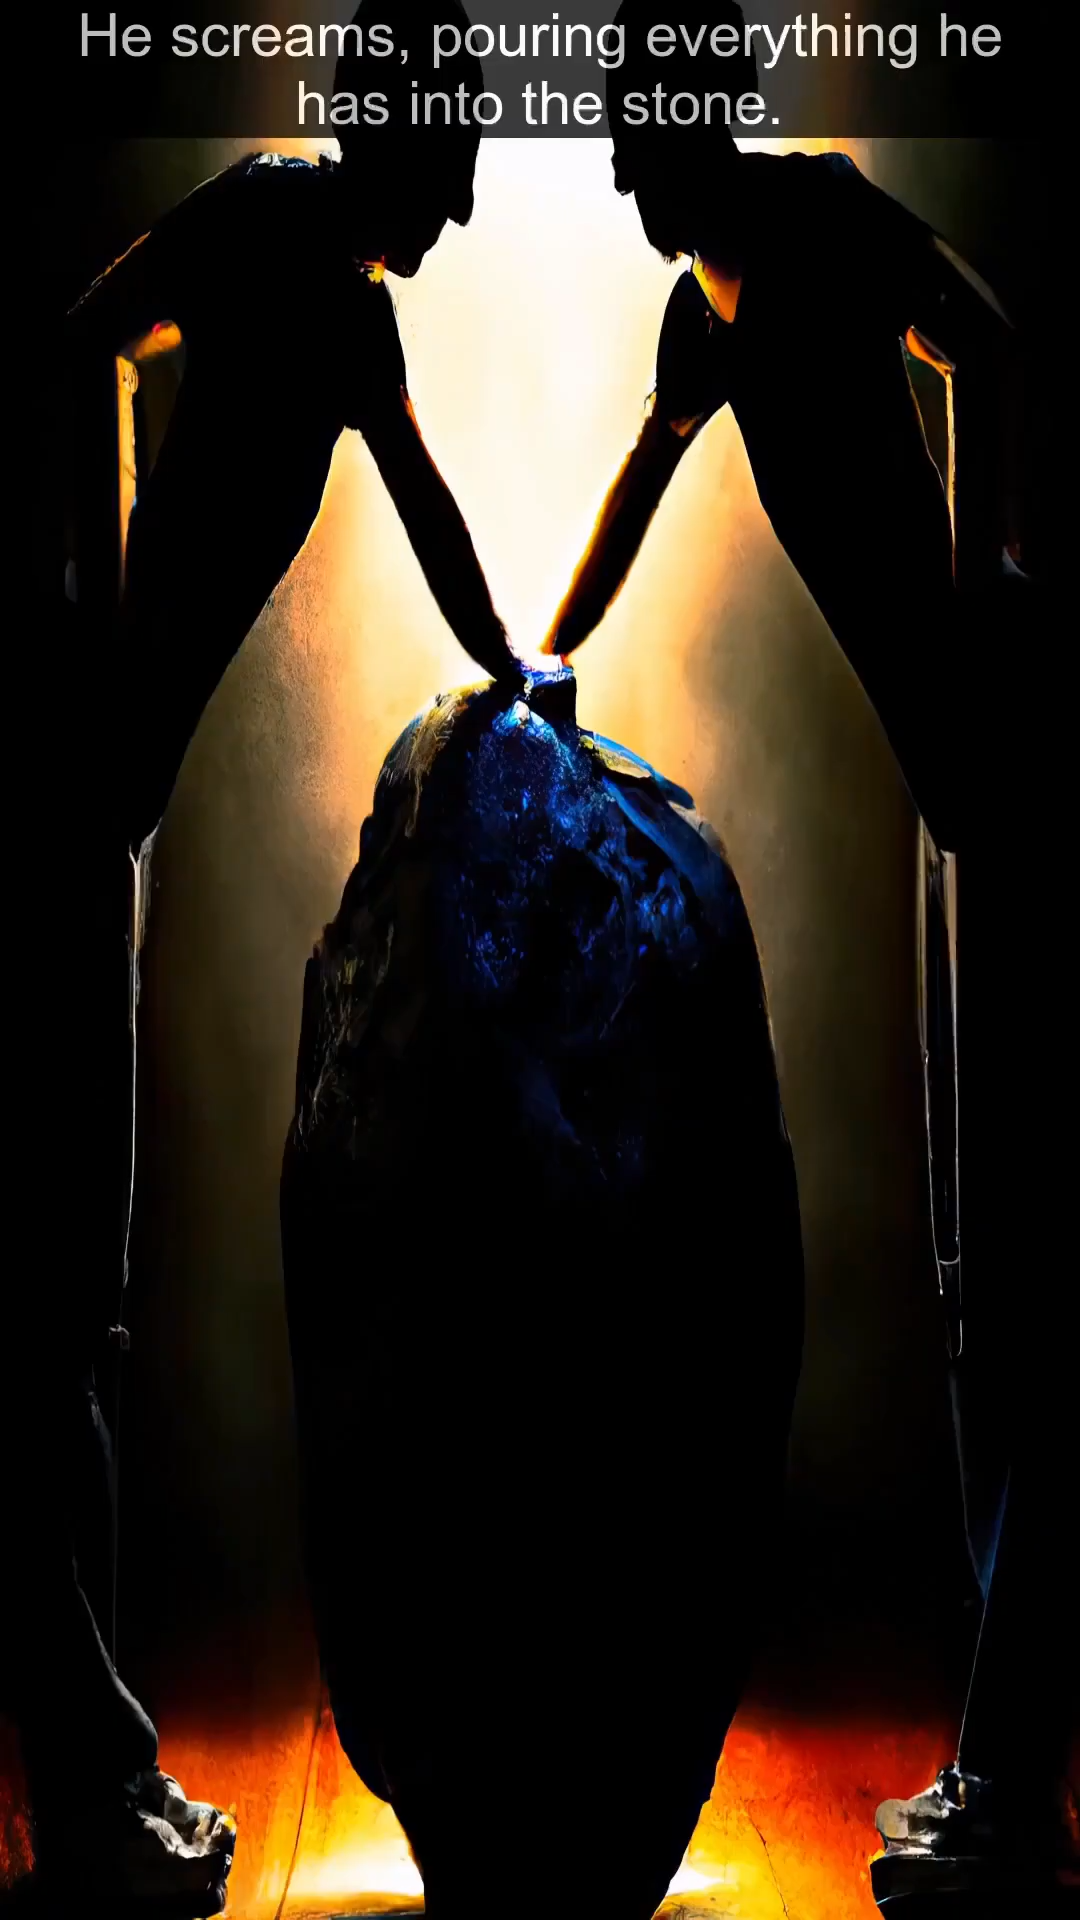 He screams, pouring everything he
has into the stone.